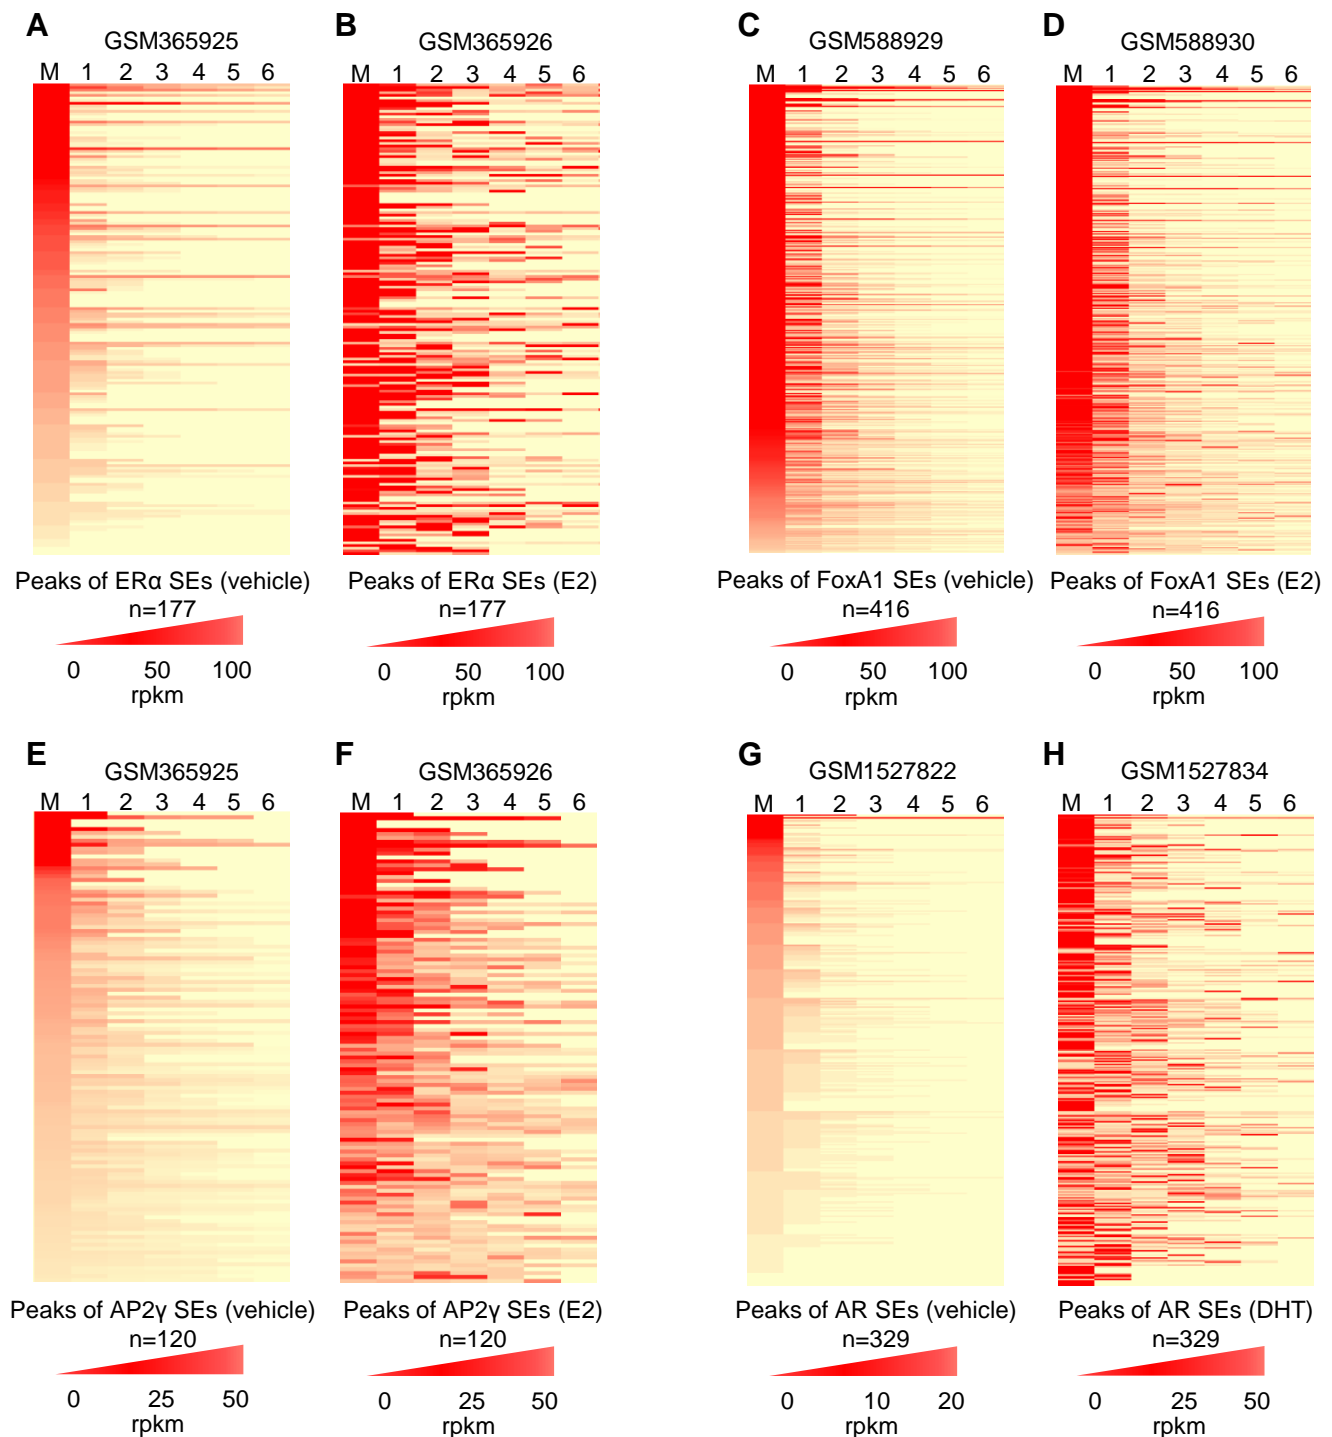 A
GSM365925
M 1 2 3 4 5 6
Peaks of ERα SEs (vehicle)
n=177
0 50 100
rpkm
B
GSM365926
M 1 2 3 4 5 6
Peaks of ERα SEs (E2)
n=177
0 50 100
rpkm
C
GSM588929
M 1 2 3 4 5 6
Peaks of FoxA1 SEs (vehicle)
n=416
0 50 100
rpkm
D
GSM588930
M 1 2 3 4 5 6
Peaks of FoxA1 SEs (E2)
n=416
0 50 100
rpkm
E
GSM365925
M 1 2 3 4 5 6
Peaks of AP2γ SEs (vehicle)
n=120
0 25 50
rpkm
F
GSM365926
M 1 2 3 4 5 6
Peaks of AP2γ SEs (E2)
n=120
0 25 50
rpkm
G
GSM1527822
M 1 2 3 4 5 6
Peaks of AR SEs (vehicle)
n=329
0 10 20
rpkm
H
GSM1527834
M 1 2 3 4 5 6
Peaks of AR SEs (DHT)
n=329
0 25 50
rpkm